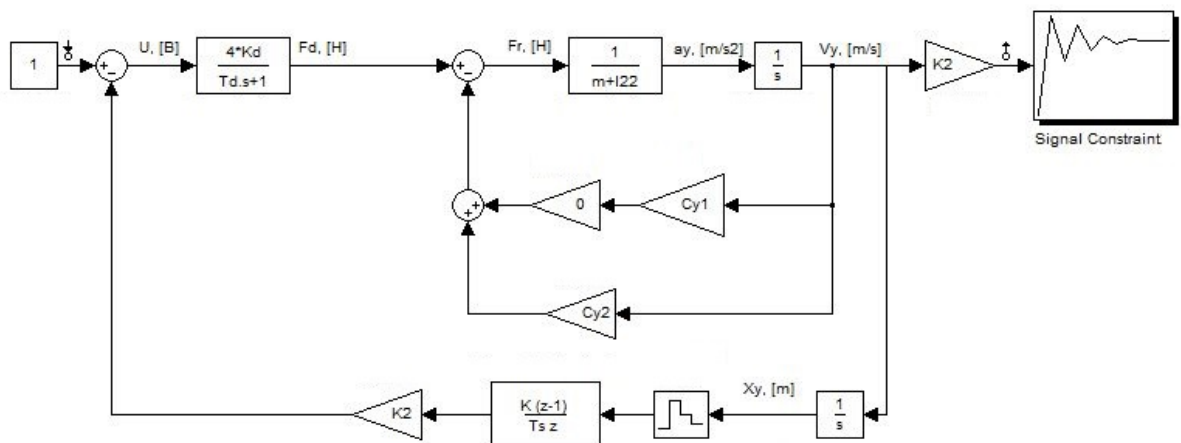 1
U, [B]
4*Kd
Td.s+1
Fd, [H]
Fr, [H]
1
m+I22
ay, [m/s2]
1
s
Vy, [m/s]
K2
Signal Constraint
0
Cy1
Cy2
K2
K (z-1)
Ts z
Xy, [m]
1
s